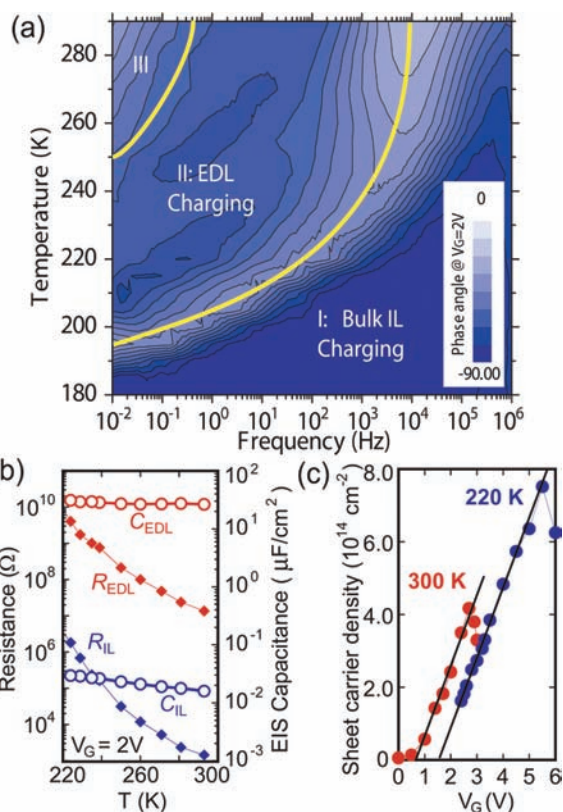 (a)
III
II: EDL
Charging
I: Bulk IL
Charging
0
Phase angle @ VG=2V
-90.00
280
260
240
220
200
180
Temperature (K)
10-2 10-1 100 101 102 103 104 105 106
Frequency (Hz)
b)
1010
108
106
104
Resistance (Ω)
CEDL
REDL
RIL
CIL
VG = 2V
102
101
100
10-1
10-2
10-3
EIS Capacitance ( μF/cm2)
220 260 300
T (K)
(c)
8.0
6.0
4.0
2.0
0
Sheet carrier density (1014 cm-2)
220 K
300 K
0 1 2 3 4 5 6
VG (V)